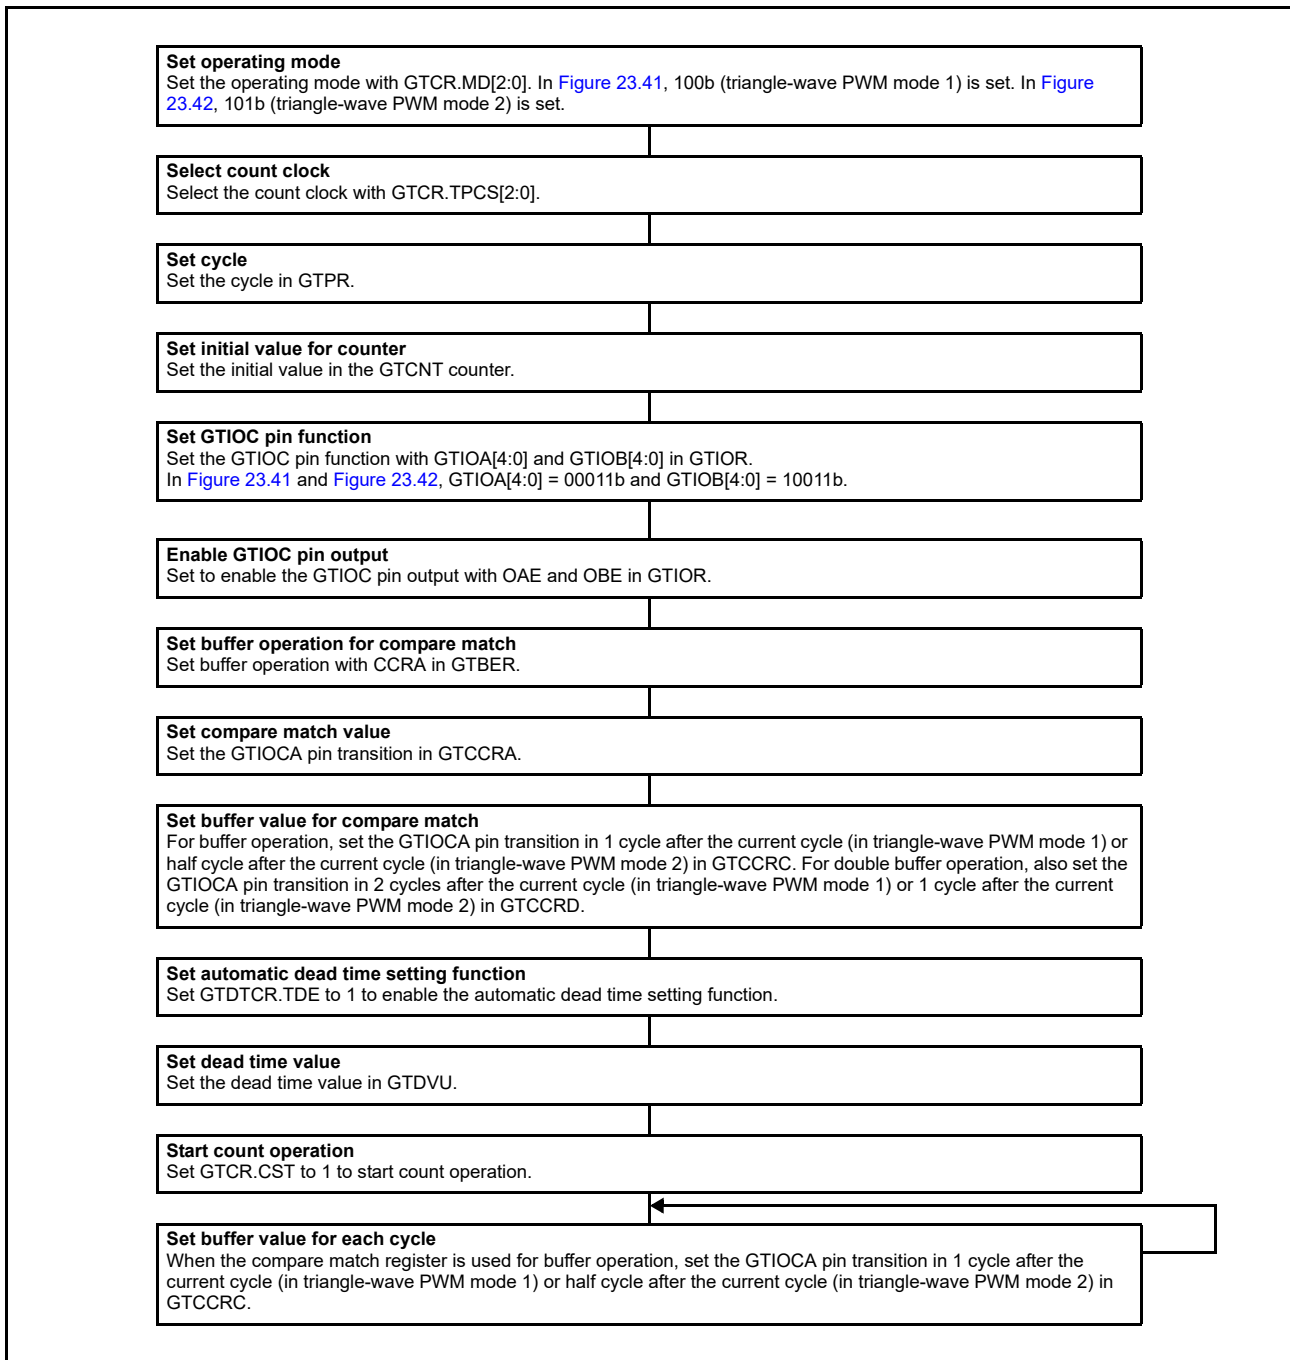 Set operating mode
Set the operating mode with GTCR.MD[2:0]. In Figure 23.41, 100b (triangle-wave PWM mode 1) is set. In Figure
23.42, 101b (triangle-wave PWM mode 2) is set.
Select count clock
Select the count clock with GTCR.TPCS[2:0].
Set cycle
Set the cycle in GTPR.
Set initial value for counter
Set the initial value in the GTCNT counter.
Set GTIOC pin function
Set the GTIOC pin function with GTIOA[4:0] and GTIOB[4:0] in GTIOR.
In Figure 23.41 and Figure 23.42, GTIOA[4:0] = 00011b and GTIOB[4:0] = 10011b.
Enable GTIOC pin output
Set to enable the GTIOC pin output with OAE and OBE in GTIOR.
Set buffer operation for compare match
Set buffer operation with CCRA in GTBER.
Set compare match value
Set the GTIOCA pin transition in GTCCRA.
Set buffer value for compare match
For buffer operation, set the GTIOCA pin transition in 1 cycle after the current cycle (in triangle-wave PWM mode 1) or
half cycle after the current cycle (in triangle-wave PWM mode 2) in GTCCRC. For double buffer operation, also set the
GTIOCA pin transition in 2 cycles after the current cycle (in triangle-wave PWM mode 1) or 1 cycle after the current
cycle (in triangle-wave PWM mode 2) in GTCCRD.
Set automatic dead time setting function
Set GTDTCR.TDE to 1 to enable the automatic dead time setting function.
Set dead time value
Set the dead time value in GTDVU.
Start count operation
Set GTCR.CST to 1 to start count operation.
Set buffer value for each cycle
When the compare match register is used for buffer operation, set the GTIOCA pin transition in 1 cycle after the
current cycle (in triangle-wave PWM mode 1) or half cycle after the current cycle (in triangle-wave PWM mode 2) in
GTCCRC.